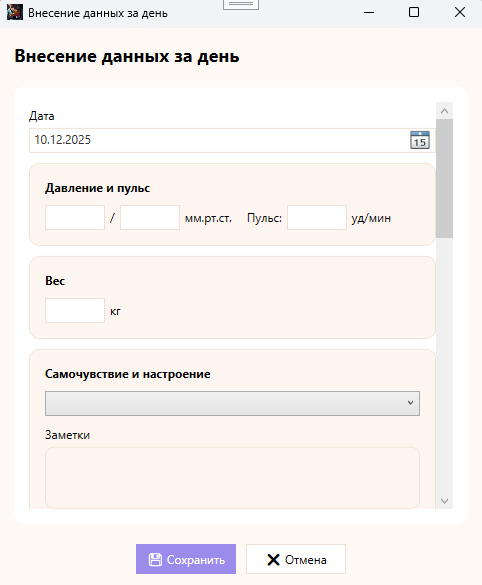 Внесение данных за день
Внесение данных за день
Дата
10.12.2025
15
Давление и пульс
/ мм.рт.ст. Пульс: уд/мин
Вес
кг
Самочувствие и настроение
Заметки
Сохранить Отмена